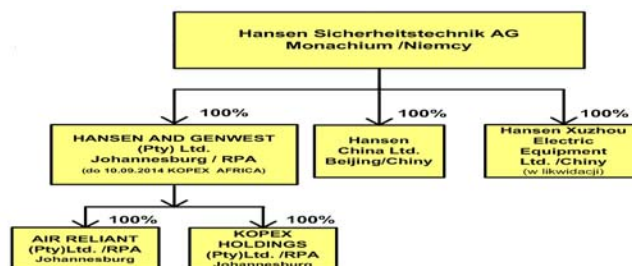 Hansen Sicherheitstechnik AG
Monachium /Niemcy
100%
100%
100%
HANSEN AND GENWEST
(Pty) Ltd.
Johannesburg / RPA
(do 10.09.2014 KOPEX AFRICA)
Hansen
China Ltd.
Beijing/Chiny
Hansen Xuzhou
Electric
Equipment
Ltd. /Chiny
(w likwidacji)
100%
100%
AIR RELIANT
(Pty)Ltd. /RPA
Johannesburg
KOPEX
HOLDINGS
(Pty)Ltd. /RPA
Johannesburg